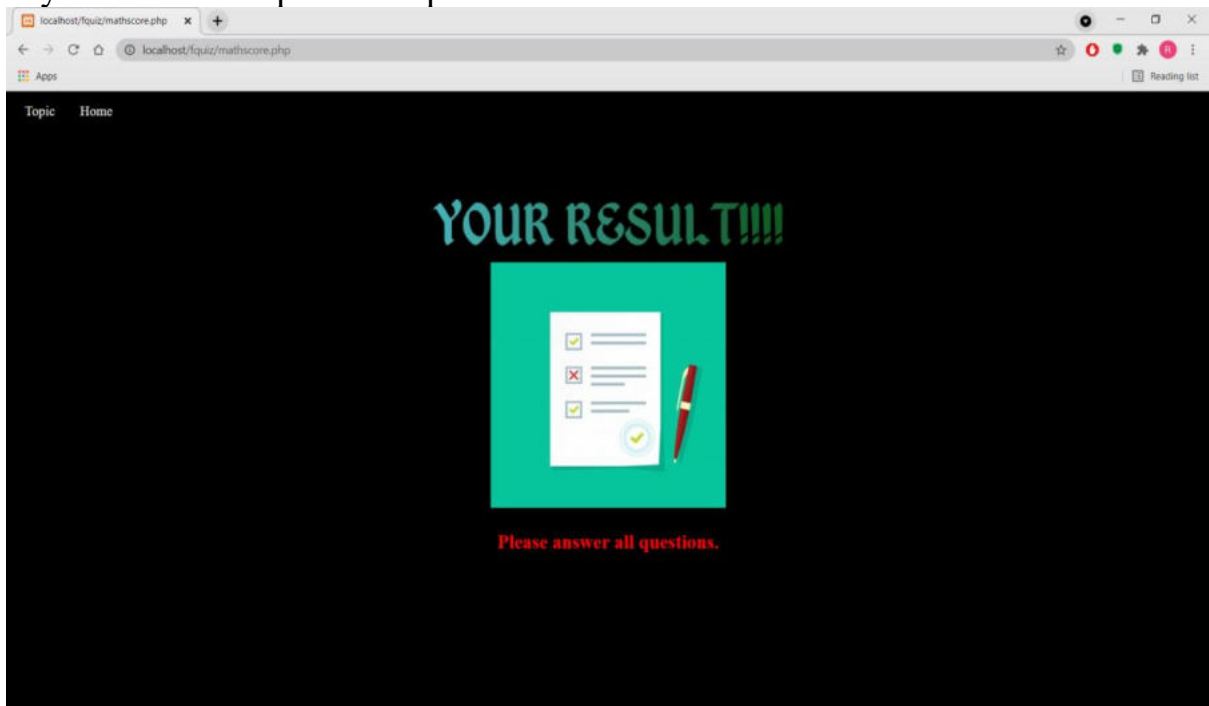 localhost/fquiz/mathscore.php
localhost/fquiz/mathscore.php
Apps
Reading list
Topic Home
YOUR RESULT!!!!
Please answer all questions.